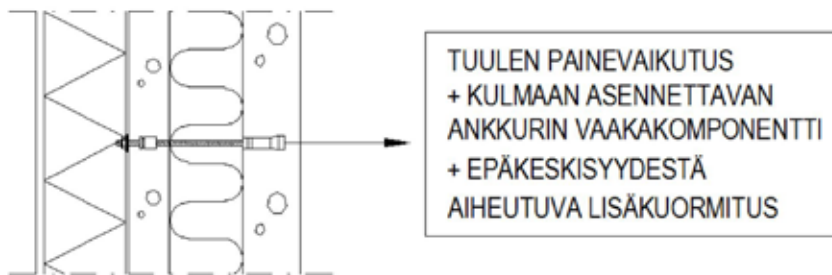 TUULEN PAINEVAIKUTUS
+ KULMAAN ASENNETTAVAN
ANKKURIN VAAKAKOMPONENTTI
+ EPÄKESKISYYDESTÄ
AIHEUTUVA LISÄKUORMITUS